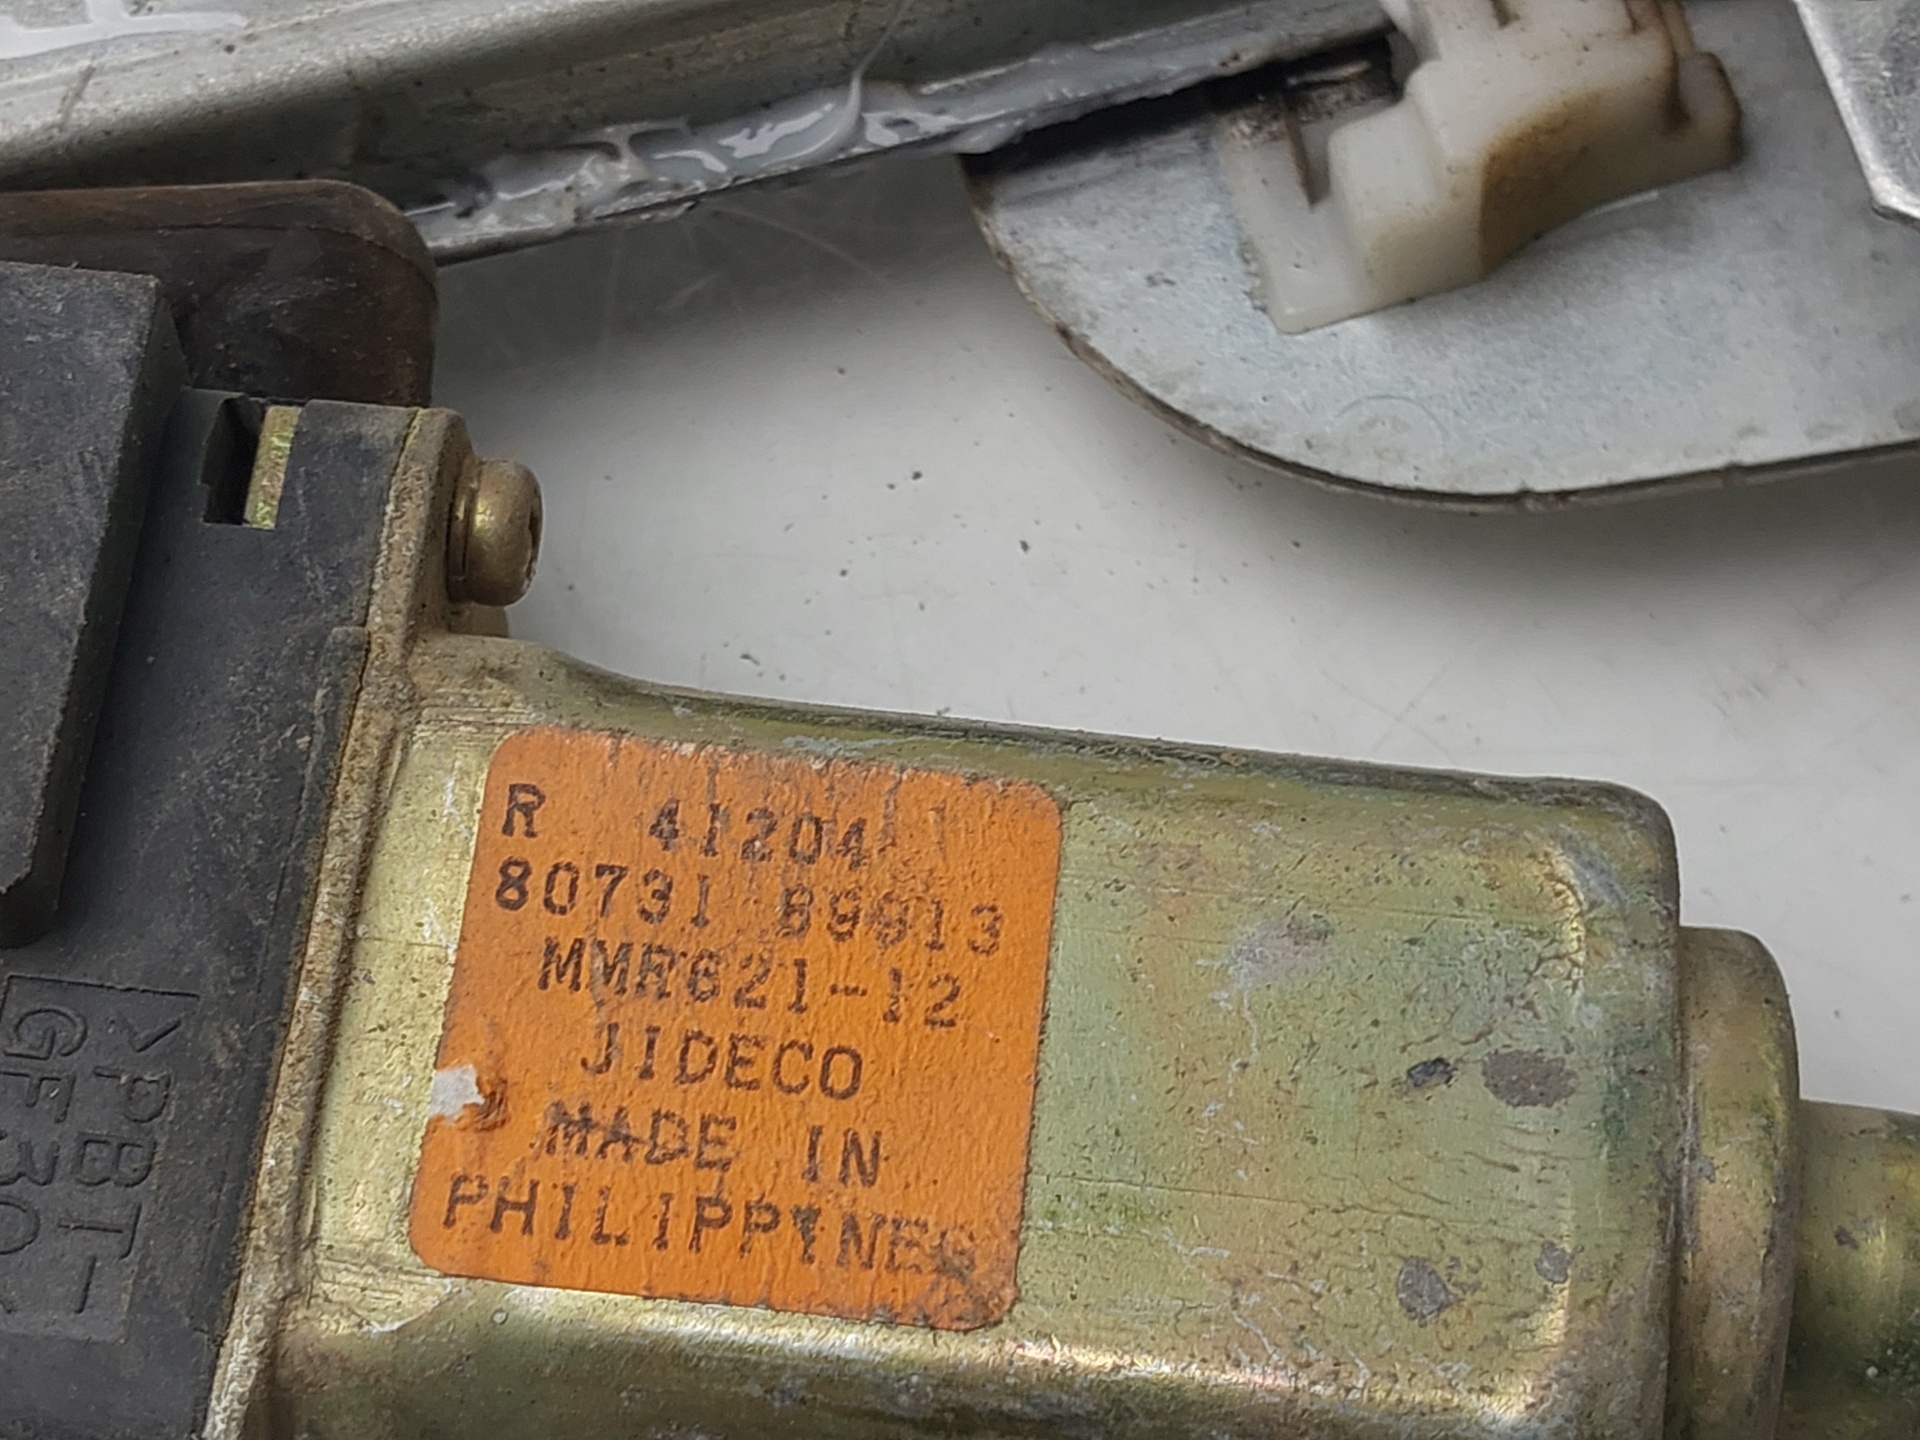 R 41204
80731 89913
MMR621-12
JIDECO
MADE IN
PHILIPPINES
>PBT-
GF30